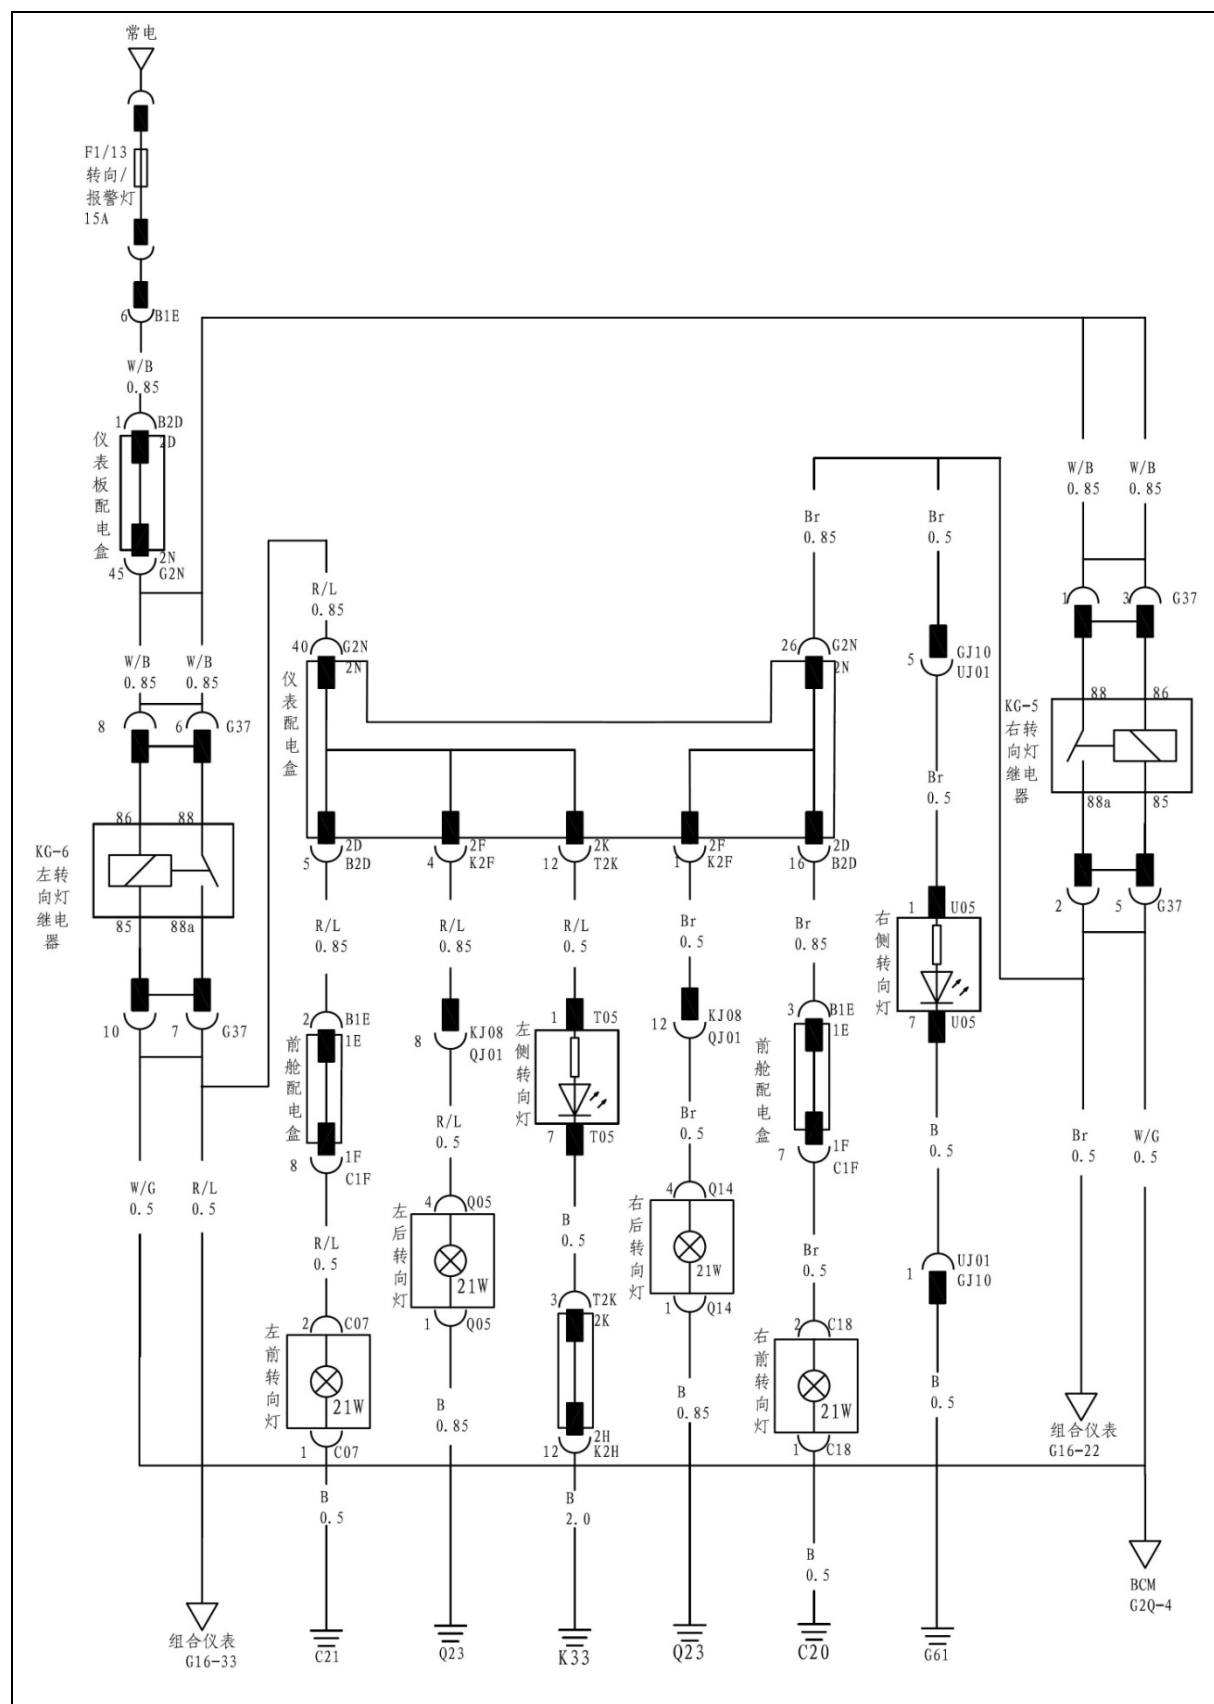 常电
F1/13
转向/
报警灯
15A
6 B1E
W/B
0.85
1 B2D
2D
仪表板配电盒
2N
45 G2N
W/B
0.85
W/B
0.85
8 6 G37
86 88
KG-6
左转
向灯
继电
器
85 88a
10 7 G37
W/G
0.5
R/L
0.5
组合仪表
G16-33
R/L
0.85
40 G2N
2N
仪表配电盒
Br
0.85
26 G2N
2N
2D
5 B2D
2F
4 K2F
2K
12 T2K
2F
1 K2F
2D
16 B2D
R/L
0.85
2 B1E
1E
前舱配电盒
1F
8 C1F
R/L
0.5
2 C07
左前转向灯
21W
1 C07
B
0.5
C21
R/L
0.85
KJ08
8 QJ01
R/L
0.5
4 Q05
左后转向灯
21W
1 Q05
B
0.85
Q23
R/L
0.5
1 T05
左侧转向灯
7 T05
B
0.5
3 T2K
2K
2H
12 K2H
B
2.0
K33
Br
0.5
KJ08
12 QJ01
Br
0.5
4 Q14
右后转向灯
21W
1 Q14
B
0.85
Q23
Br
0.85
3 B1E
1E
前舱配电盒
1F
7 C1F
Br
0.5
2 C18
右前转向灯
21W
1 C18
B
0.5
C20
Br
0.5
GJ10
5 UJ01
Br
0.5
1 U05
右侧转向灯
7 U05
B
0.5
UJ01
1 GJ10
B
0.5
G61
W/B
0.85
W/B
0.85
1 3 G37
88 86
KG-5
右转
向灯
继电
器
88a 85
2 5 G37
Br
0.5
W/G
0.5
组合仪表
G16-22
BCM
G2Q-4